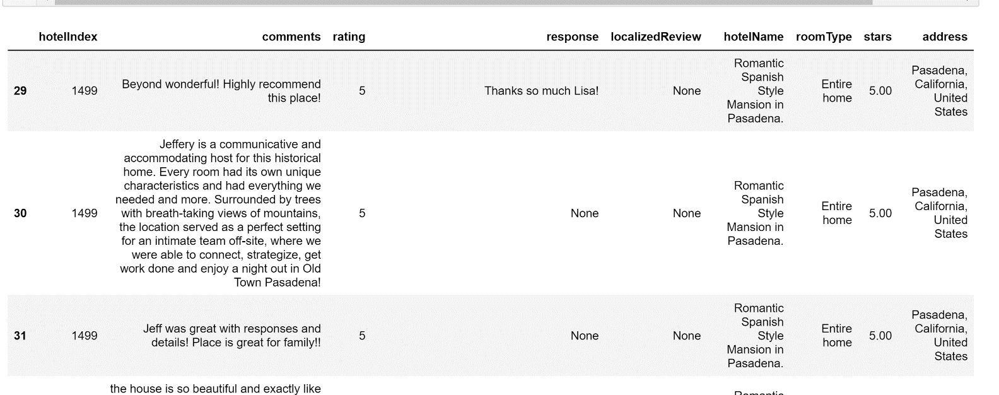 hotelIndex comments rating response localizedReview hotelName roomType stars address
29 1499 Beyond wonderful! Highly recommend this place! 5 Thanks so much Lisa! None Romantic Spanish Style Mansion in Pasadena. Entire home 5.00 Pasadena, California, United States
30 1499 Jeffery is a communicative and accommodating host for this historical home. Every room had its own unique characteristics and had everything we needed and more. Surrounded by trees with breath-taking views of mountains, the location served as a perfect setting for an intimate team off-site, where we were able to connect, strategize, get work done and enjoy a night out in Old Town Pasadena! 5 None None Romantic Spanish Style Mansion in Pasadena. Entire home 5.00 Pasadena, California, United States
31 1499 Jeff was great with responses and details! Place is great for family!! 5 None None Romantic Spanish Style Mansion in Pasadena. Entire home 5.00 Pasadena, California, United States
the house is so beautiful and exactly like Romantic